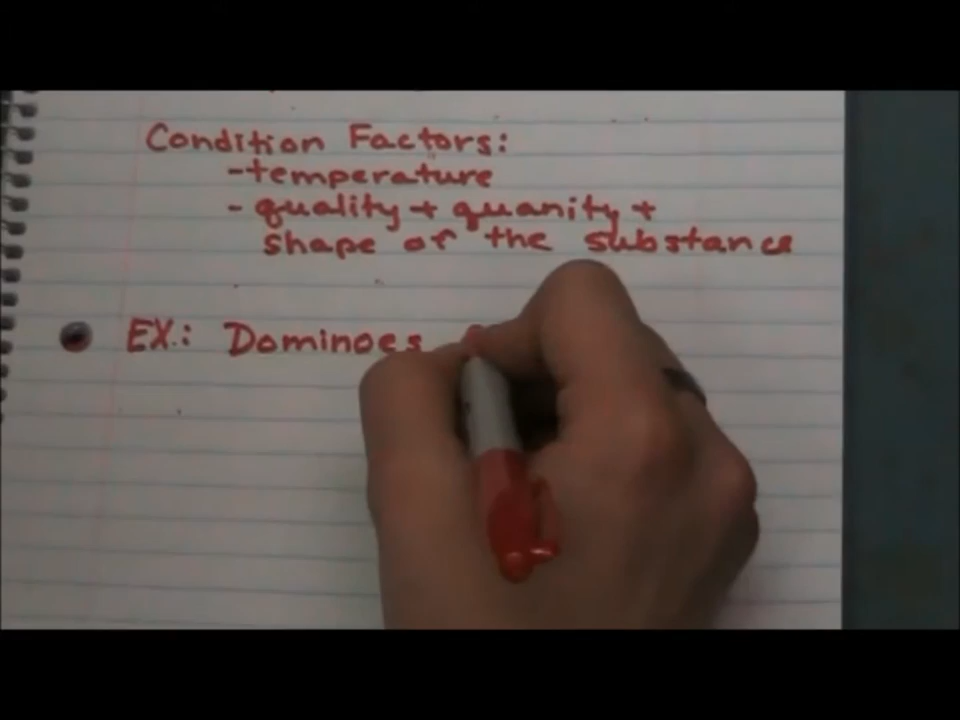 Condition Factors:
-temperature
- quality + quanity +
shape of the substance
EX.: Dominoes